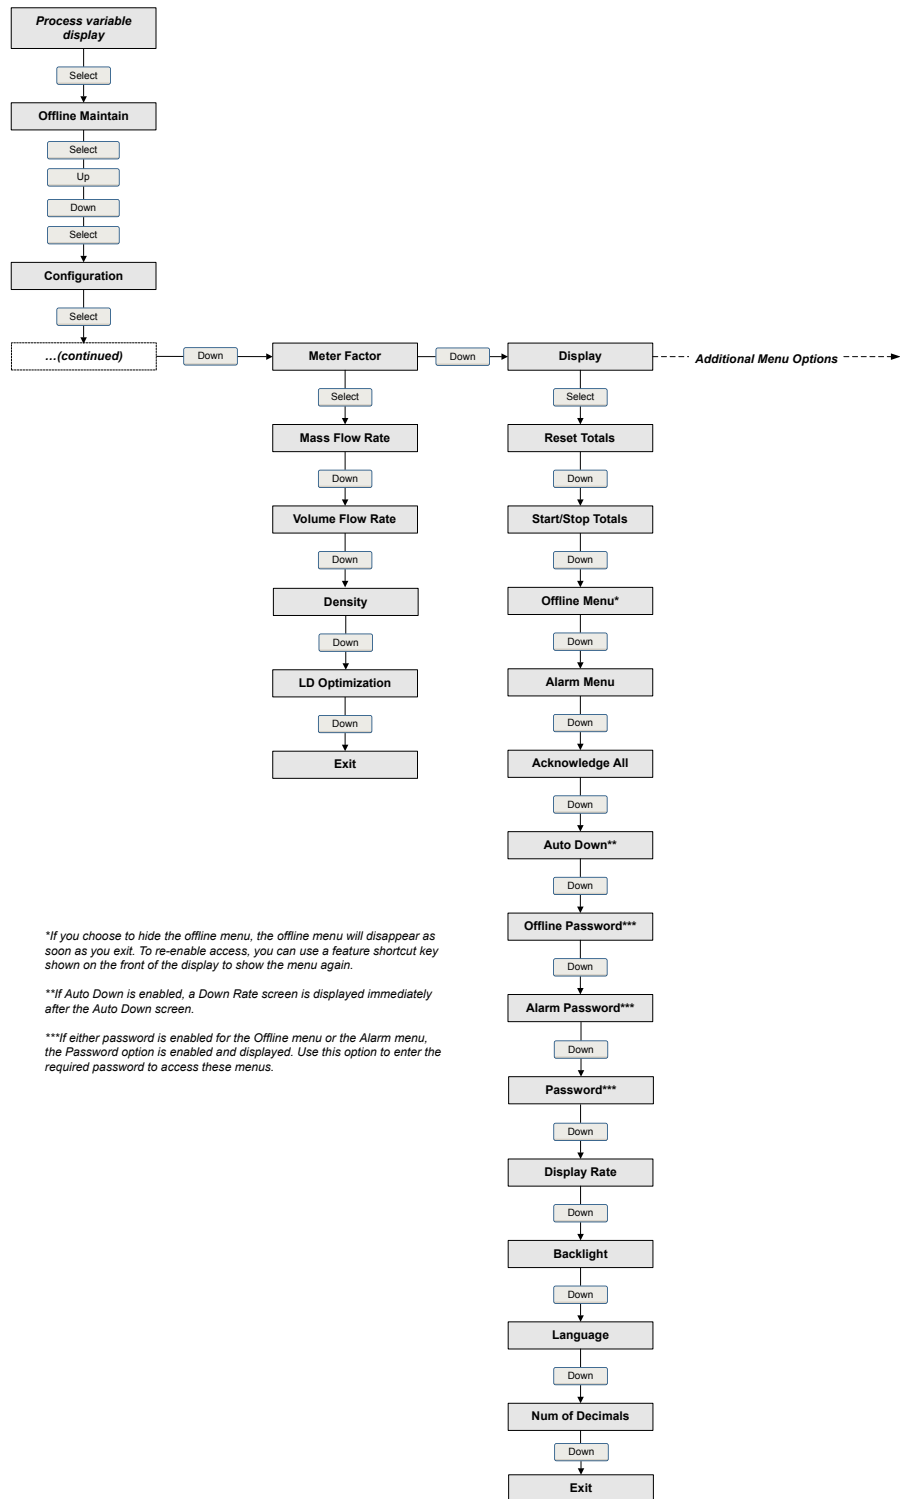 Process variable
display
Select
Offline Maintain
Select
Up
Down
Select
Configuration
Select
…(continued)
Down
Meter Factor
Down
Display
Additional Menu Options
Select
Mass Flow Rate
Down
Volume Flow Rate
Down
Density
Down
LD Optimization
Down
Exit
Select
Reset Totals
Down
Start/Stop Totals
Down
Offline Menu*
Down
Alarm Menu
Down
Acknowledge All
Down
Auto Down**
Down
Offline Password***
Down
Alarm Password***
Down
Password***
Down
Display Rate
Down
Backlight
Down
Language
Down
Num of Decimals
Down
Exit
*If you choose to hide the offline menu, the offline menu will disappear as
soon as you exit. To re-enable access, you can use a feature shortcut key
shown on the front of the display to show the menu again.
**If Auto Down is enabled, a Down Rate screen is displayed immediately
after the Auto Down screen.
***If either password is enabled for the Offline menu or the Alarm menu,
the Password option is enabled and displayed. Use this option to enter the
required password to access these menus.